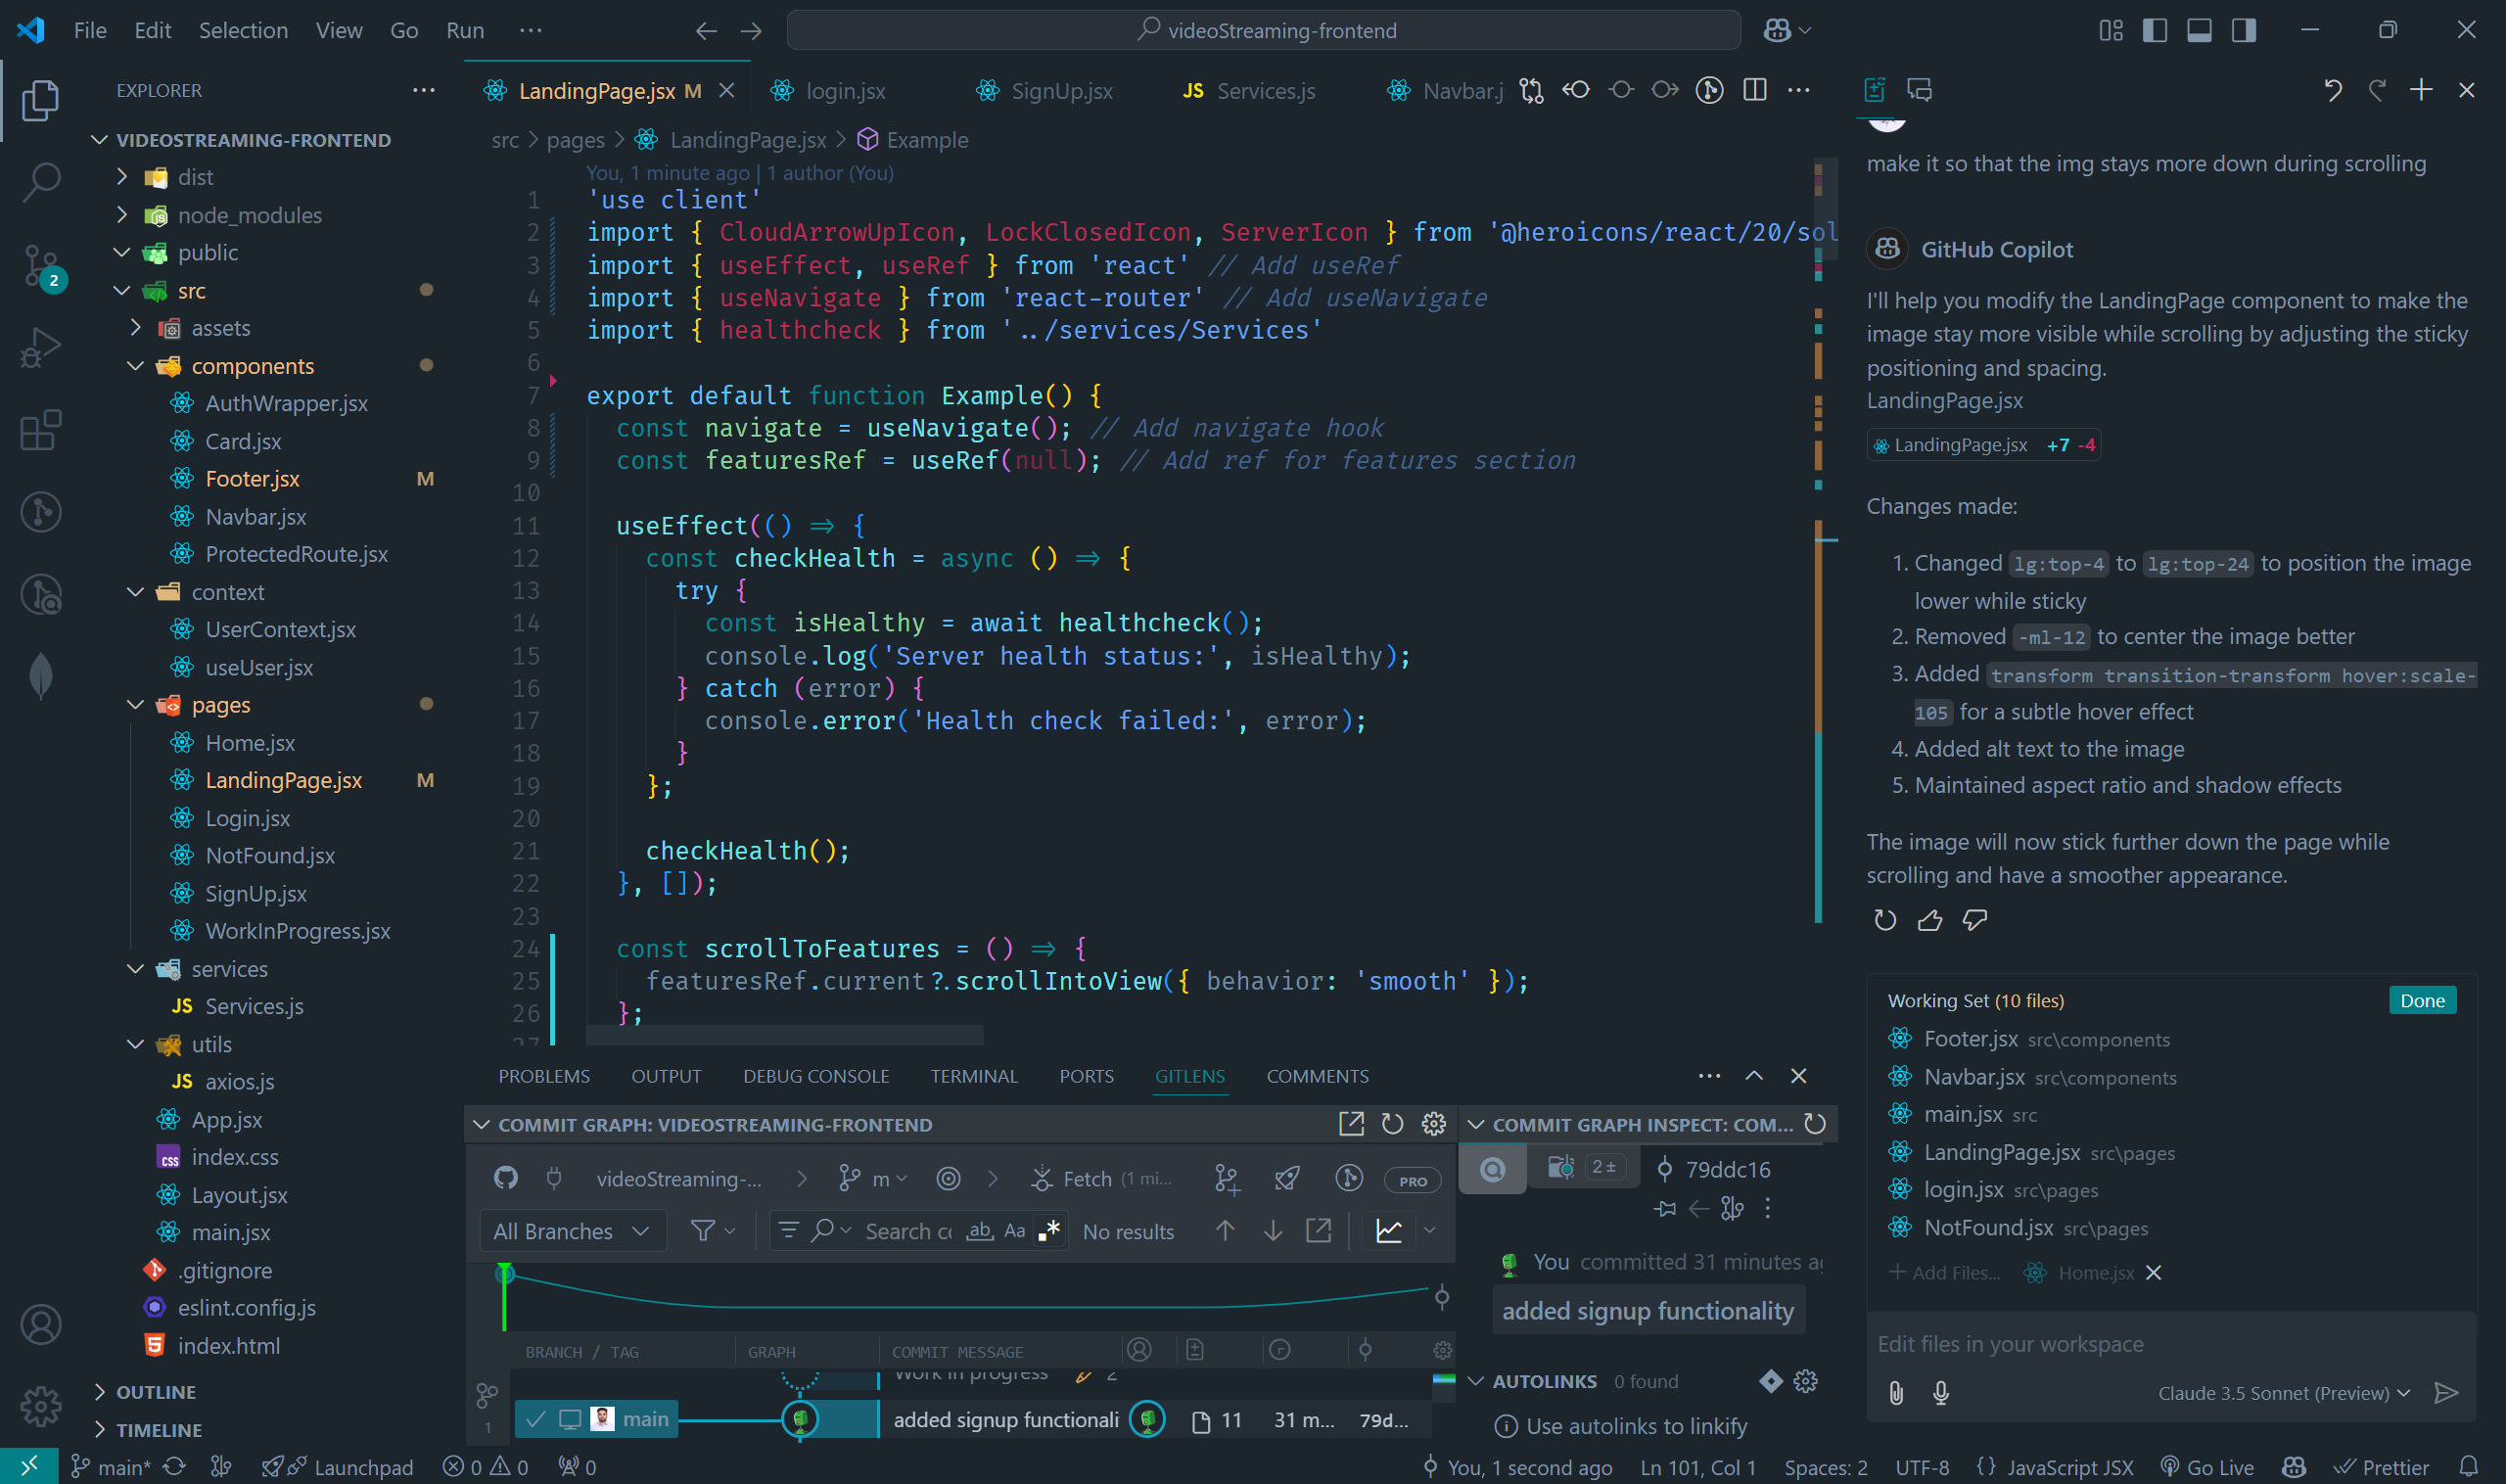 File Edit Selection View Go Run ··· videoStreaming-frontend
EXPLORER
VIDEOSTREAMING-FRONTEND
dist
node_modules
public
src
assets
components
AuthWrapper.jsx
Card.jsx
Footer.jsx M
Navbar.jsx
ProtectedRoute.jsx
context
UserContext.jsx
useUser.jsx
pages
Home.jsx
LandingPage.jsx M
Login.jsx
NotFound.jsx
SignUp.jsx
WorkInProgress.jsx
services
JS Services.js
utils
JS axios.js
App.jsx
css index.css
Layout.jsx
main.jsx
.gitignore
eslint.config.js
5 index.html
OUTLINE
TIMELINE
2
LandingPage.jsx M login.jsx SignUp.jsx JS Services.js Navbar.j
src > pages > LandingPage.jsx > Example
You, 1 minute ago | 1 author (You)
1 'use client'
2 import { CloudArrowUpIcon, LockClosedIcon, ServerIcon } from '@heroicons/react/20/sol
3 import { useEffect, useRef } from 'react' // Add useRef
4 import { useNavigate } from 'react-router' // Add useNavigate
5 import { healthcheck } from '../services/Services'
6
7 export default function Example() {
8 const navigate = useNavigate(); // Add navigate hook
9 const featuresRef = useRef(null); // Add ref for features section
10
11 useEffect(() => {
12 const checkHealth = async () => {
13 try {
14 const isHealthy = await healthcheck();
15 console.log('Server health status:', isHealthy);
16 } catch (error) {
17 console.error('Health check failed:', error);
18 }
19 };
20
21 checkHealth();
22 }, []);
23
24 const scrollToFeatures = () => {
25 featuresRef.current?.scrollIntoView({ behavior: 'smooth' });
26 };
27
PROBLEMS OUTPUT DEBUG CONSOLE TERMINAL PORTS GITLENS COMMENTS
COMMIT GRAPH: VIDEOSTREAMING-FRONTEND
videoStreaming-... > m > Fetch (1 mi... PRO
All Branches Search co ab Aa .* No results
BRANCH / TAG GRAPH COMMIT MESSAGE
Work in progress 2
1 main added signup functionali 11 31 m... 79d...
COMMIT GRAPH INSPECT: COM...
2± 79ddc16
You committed 31 minutes ag
added signup functionality
AUTOLINKS 0 found
Use autolinks to linkify
make it so that the img stays more down during scrolling
GitHub Copilot
I'll help you modify the LandingPage component to make the
image stay more visible while scrolling by adjusting the sticky
positioning and spacing.
LandingPage.jsx
LandingPage.jsx +7 -4
Changes made:
1. Changed lg:top-4 to lg:top-24 to position the image
lower while sticky
2. Removed -ml-12 to center the image better
3. Added transform transition-transform hover:scale-
105 for a subtle hover effect
4. Added alt text to the image
5. Maintained aspect ratio and shadow effects
The image will now stick further down the page while
scrolling and have a smoother appearance.
Working Set (10 files) Done
Footer.jsx src\components
Navbar.jsx src\components
main.jsx src
LandingPage.jsx src\pages
login.jsx src\pages
NotFound.jsx src\pages
+ Add Files... Home.jsx
Edit files in your workspace
Claude 3.5 Sonnet (Preview)
main* Launchpad 0 0 0 You, 1 second ago Ln 101, Col 1 Spaces: 2 UTF-8 {} JavaScript JSX Go Live Prettier